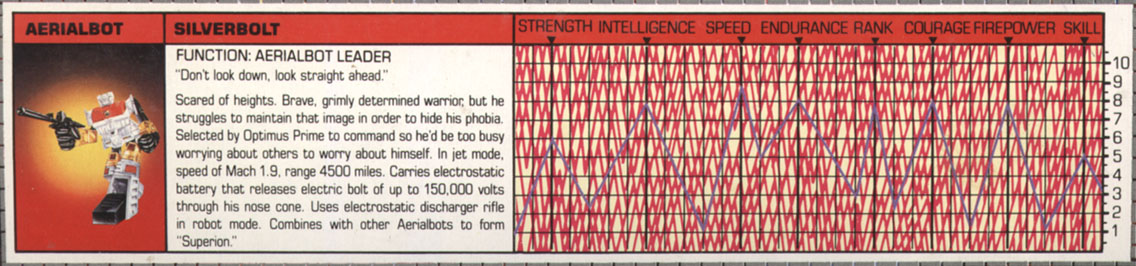 AERIALBOT
SILVERBOLT
STRENGTH INTELLIGENCE SPEED ENDURANCE RANK COURAGE FIREPOWER SKILL
FUNCTION: AERIALBOT LEADER
"Don't look down, look straight ahead."
Scared of heights. Brave, grimly determined warrior, but he
struggles to maintain that image in order to hide his phobia.
Selected by Optimus Prime to command so he'd be too busy
worrying about others to worry about himself. In jet mode,
speed of Mach 1.9, range 4500 miles. Carries electrostatic
battery that releases electric bolt of up to 150,000 volts
through his nose cone. Uses electrostatic discharger rifle
in robot mode. Combines with other Aerialbots to form
"Superion."
10
9
8
7
6
5
4
3
2
1